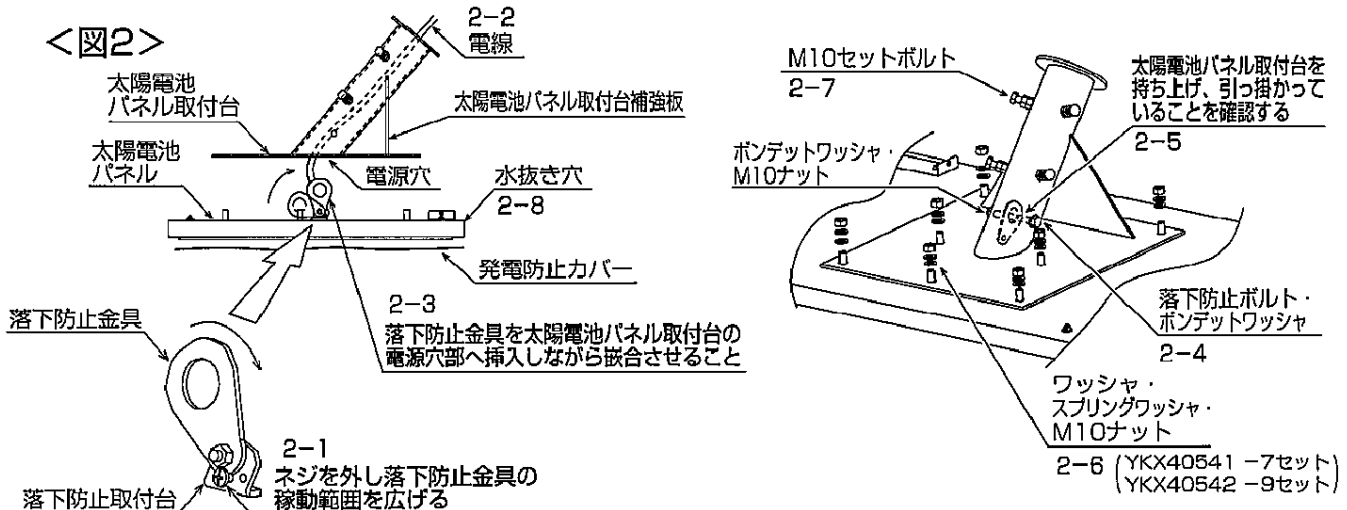 <図2>
太陽電池
パネル取付台
2-2
電線
太陽電池パネル取付台補強板
太陽電池
パネル
電源穴
水抜き穴
2-8
発電防止カバー
2-3
落下防止金具を太陽電池パネル取付台の
電源穴部へ挿入しながら嵌合させること
落下防止金具
2-1
ネジを外し落下防止金具の
稼動範囲を広げる
落下防止取付台
M10セットボルト
2-7
太陽電池パネル取付台を
持ち上げ、引っ掛かって
いることを確認する
2-5
ボンデットワッシャ・
M10ナット
落下防止ボルト・
ボンデットワッシャ
2-4
ワッシャ・
スプリングワッシャ・
M10ナット
2-6 (YKX40541 -7セット)
(YKX40542 -9セット)